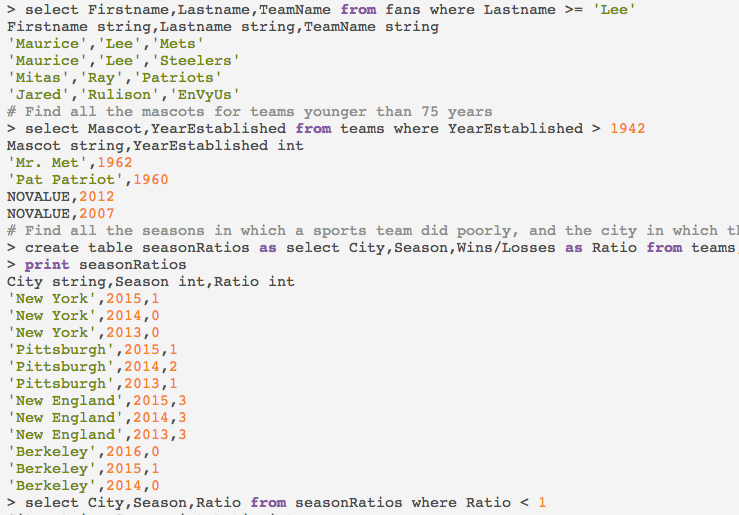 > select Firstname,Lastname,TeamName from fans where Lastname >= 'Lee'
Firstname string,Lastname string,TeamName string
'Maurice','Lee','Mets'
'Maurice','Lee','Steelers'
'Mitas','Ray','Patriots'
'Jared','Rulison','EnVyUs'
# Find all the mascots for teams younger than 75 years
> select Mascot,YearEstablished from teams where YearEstablished > 1942
Mascot string,YearEstablished int
'Mr. Met',1962
'Pat Patriot',1960
NOVALUE,2012
NOVALUE,2007
# Find all the seasons in which a sports team did poorly, and the city in which
> create table seasonRatios as select City,Season,Wins/Losses as Ratio from teams,
> print seasonRatios
City string,Season int,Ratio int
'New York',2015,1
'New York',2014,0
'New York',2013,0
'Pittsburgh',2015,1
'Pittsburgh',2014,2
'Pittsburgh',2013,1
'New England',2015,3
'New England',2014,3
'New England',2013,3
'Berkeley',2016,0
'Berkeley',2015,1
'Berkeley',2014,0
> select City,Season,Ratio from seasonRatios where Ratio < 1